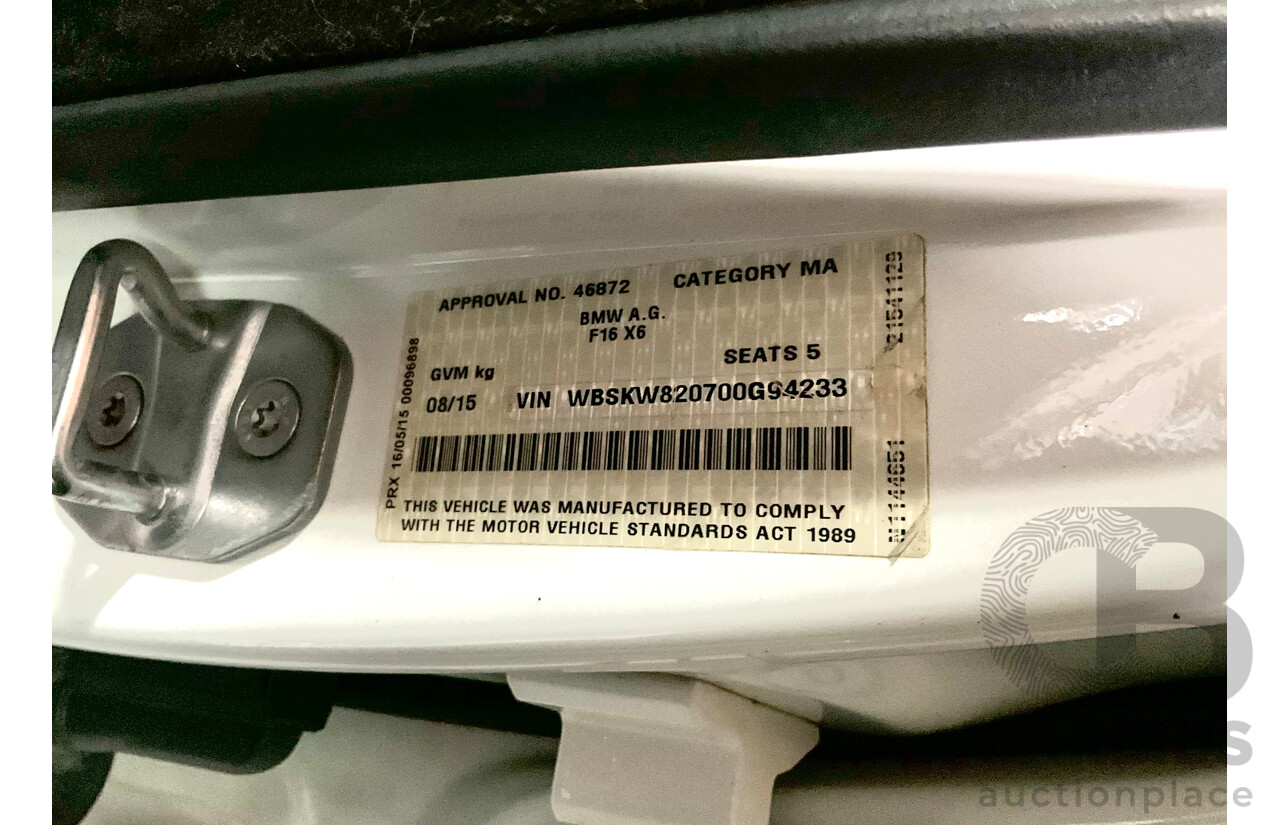 APPROVAL NO. 46872 CATEGORY MA
BMW A.G.
F16 X6
SEATS 5
GVM kg
08/15 VIN WBSKW820700G94233
THIS VEHICLE WAS MANUFACTURED TO COMPLY
WITH THE MOTOR VEHICLE STANDARDS ACT 1989
PRX 16/05/15 00096898
21541129
N1144651
auctionplace